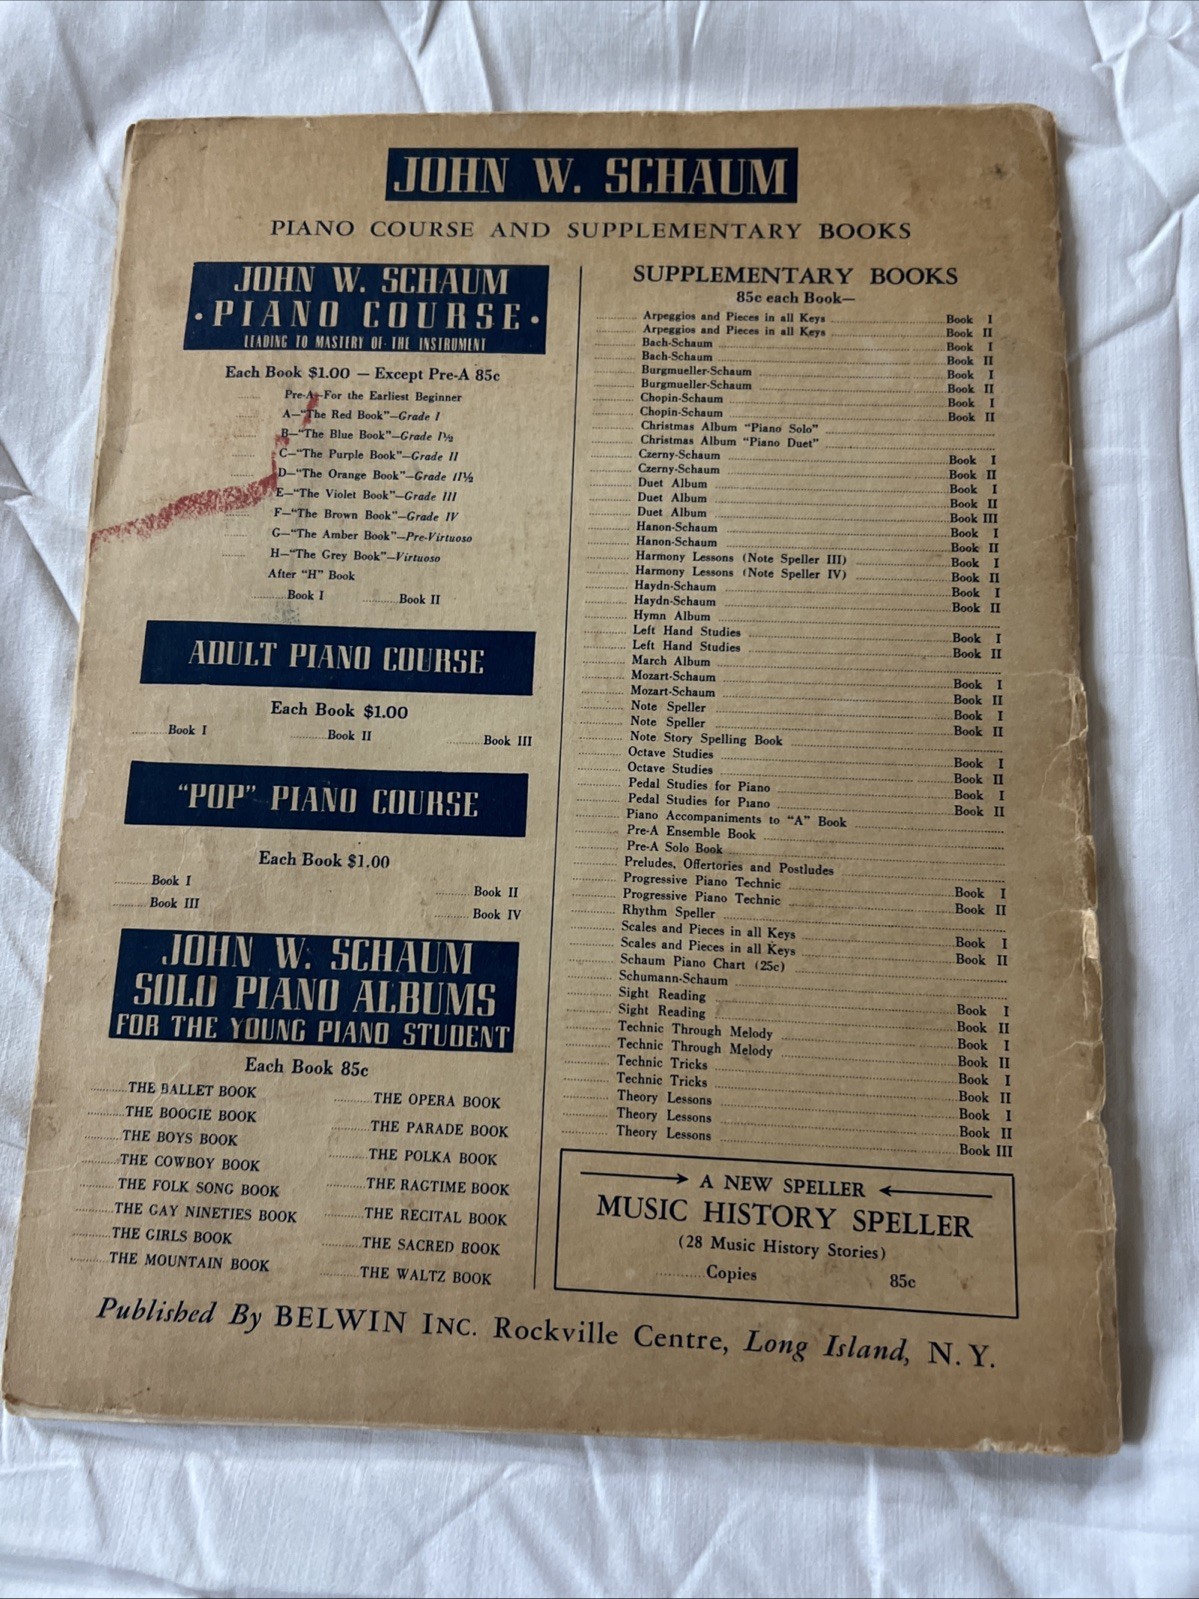 JOHN W. SCHAUM
PIANO COURSE AND SUPPLEMENTARY BOOKS
JOHN W. SCHAUM
· PIANO COURSE ·
LEADING TO MASTERY OF THE INSTRUMENT
Each Book $1.00 — Except Pre-A 85c
Pre-A—For the Earliest Beginner
A—"The Red Book"—Grade I
B—"The Blue Book"—Grade I½
C—"The Purple Book"—Grade II
D—"The Orange Book"—Grade II½
E—"The Violet Book"—Grade III
F—"The Brown Book"—Grade IV
G—"The Amber Book"—Pre-Virtuoso
H—"The Grey Book"—Virtuoso
After "H" Book
Book I Book II
ADULT PIANO COURSE
Each Book $1.00
Book I Book II Book III
"POP" PIANO COURSE
Each Book $1.00
Book I Book II
Book III Book IV
JOHN W. SCHAUM
SOLO PIANO ALBUMS
FOR THE YOUNG PIANO STUDENT
Each Book 85c
THE BALLET BOOK
THE BOOGIE BOOK
THE BOYS BOOK
THE COWBOY BOOK
THE FOLK SONG BOOK
THE GAY NINETIES BOOK
THE GIRLS BOOK
THE MOUNTAIN BOOK
THE OPERA BOOK
THE PARADE BOOK
THE POLKA BOOK
THE RAGTIME BOOK
THE RECITAL BOOK
THE SACRED BOOK
THE WALTZ BOOK
SUPPLEMENTARY BOOKS
85c each Book—
Arpeggios and Pieces in all Keys Book I
Arpeggios and Pieces in all Keys Book II
Bach-Schaum Book I
Bach-Schaum Book II
Burgmueller-Schaum Book I
Burgmueller-Schaum Book II
Chopin-Schaum Book I
Chopin-Schaum Book II
Christmas Album "Piano Solo"
Christmas Album "Piano Duet"
Czerny-Schaum Book I
Czerny-Schaum Book II
Duet Album Book I
Duet Album Book II
Duet Album Book III
Hanon-Schaum Book I
Hanon-Schaum Book II
Harmony Lessons (Note Speller III) Book I
Harmony Lessons (Note Speller IV) Book II
Haydn-Schaum Book I
Haydn-Schaum Book II
Hymn Album
Left Hand Studies Book I
Left Hand Studies Book II
March Album
Mozart-Schaum Book I
Mozart-Schaum Book II
Note Speller Book I
Note Speller Book II
Note Story Spelling Book
Octave Studies Book I
Octave Studies Book II
Pedal Studies for Piano Book I
Pedal Studies for Piano Book II
Piano Accompaniments to "A" Book
Pre-A Ensemble Book
Pre-A Solo Book
Preludes, Offertories and Postludes
Progressive Piano Technic Book I
Progressive Piano Technic Book II
Rhythm Speller
Scales and Pieces in all Keys Book I
Scales and Pieces in all Keys Book II
Schaum Piano Chart (25c)
Schumann-Schaum
Sight Reading Book I
Sight Reading Book II
Technic Through Melody Book I
Technic Through Melody Book II
Technic Tricks Book I
Technic Tricks Book II
Theory Lessons Book I
Theory Lessons Book II
Theory Lessons Book III
A NEW SPELLER
MUSIC HISTORY SPELLER
(28 Music History Stories)
Copies 85c
Published By BELWIN INC. Rockville Centre, Long Island, N. Y.